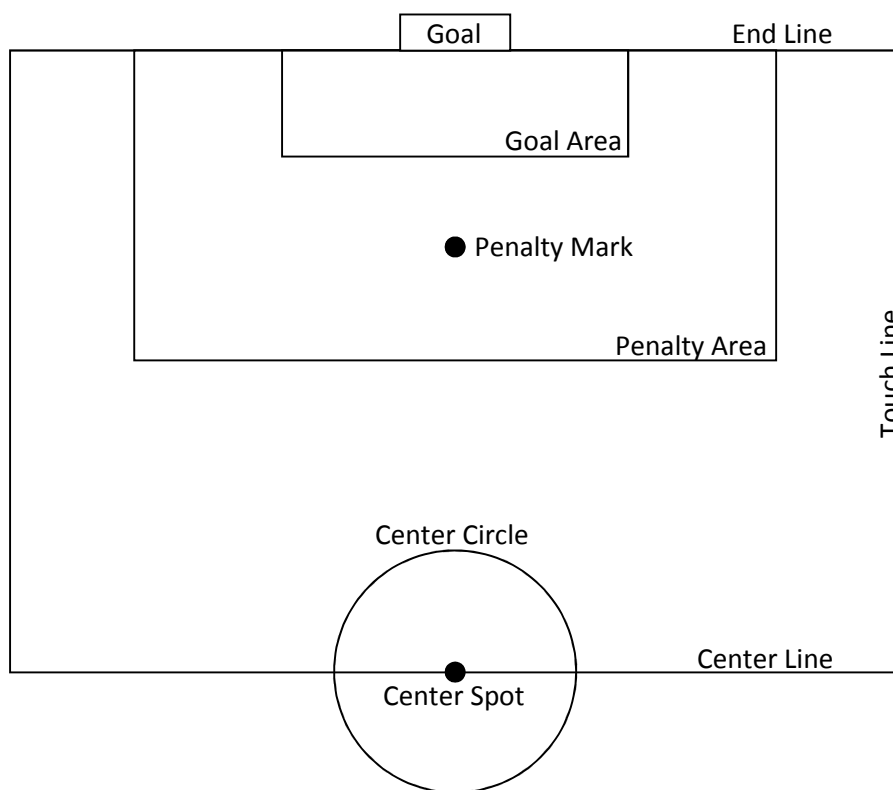 Goal
End Line
Goal Area
Penalty Mark
Touch Line
Penalty Area
Center Circle
Center Line
Center Spot